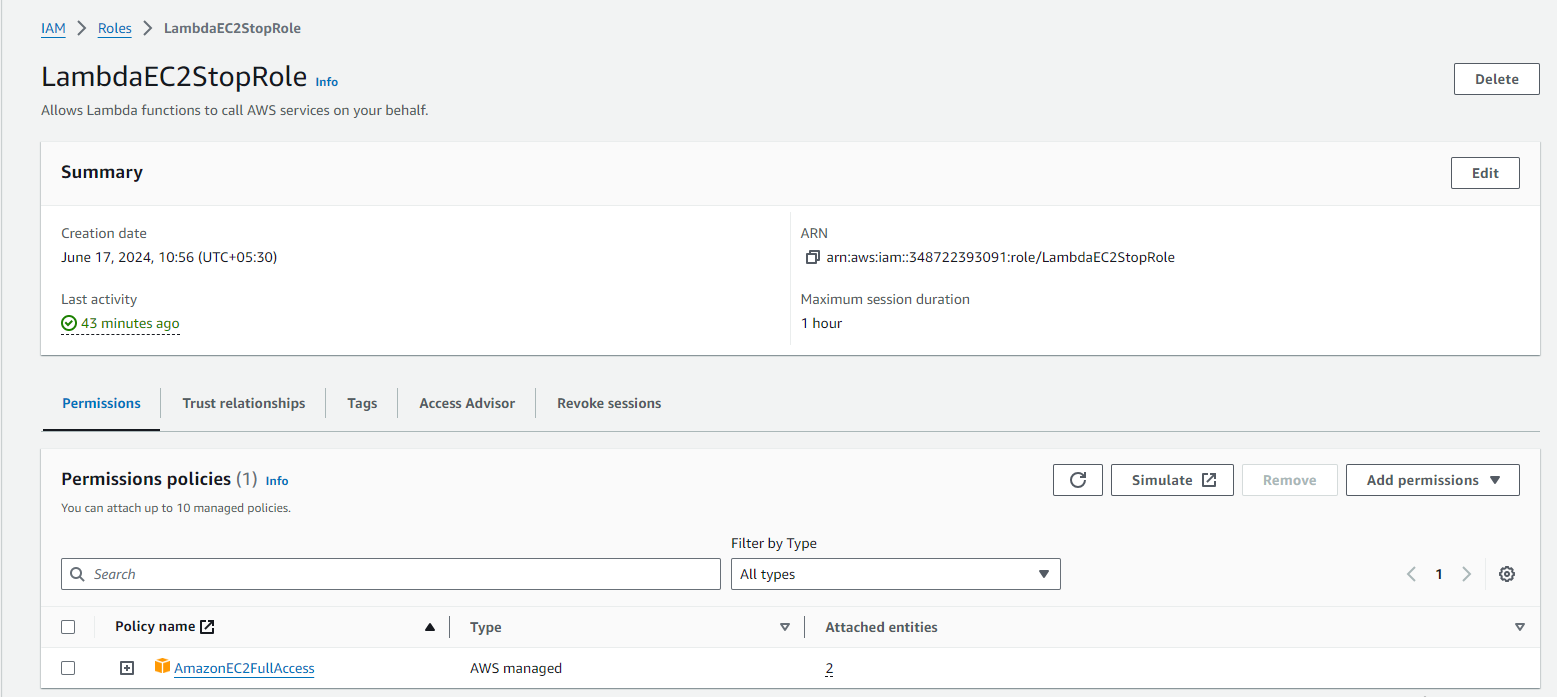 IAM > Roles > LambdaEC2StopRole
LambdaEC2StopRole Info
Delete
Allows Lambda functions to call AWS services on your behalf.
Summary
Edit
Creation date
June 17, 2024, 10:56 (UTC+05:30)
ARN
arn:aws:iam::348722393091:role/LambdaEC2StopRole
Last activity
43 minutes ago
Maximum session duration
1 hour
Permissions Trust relationships Tags Access Advisor Revoke sessions
Permissions policies (1) Info
Simulate Remove Add permissions
You can attach up to 10 managed policies.
Filter by Type
Search All types 1
Policy name Type Attached entities
AmazonEC2FullAccess AWS managed 2